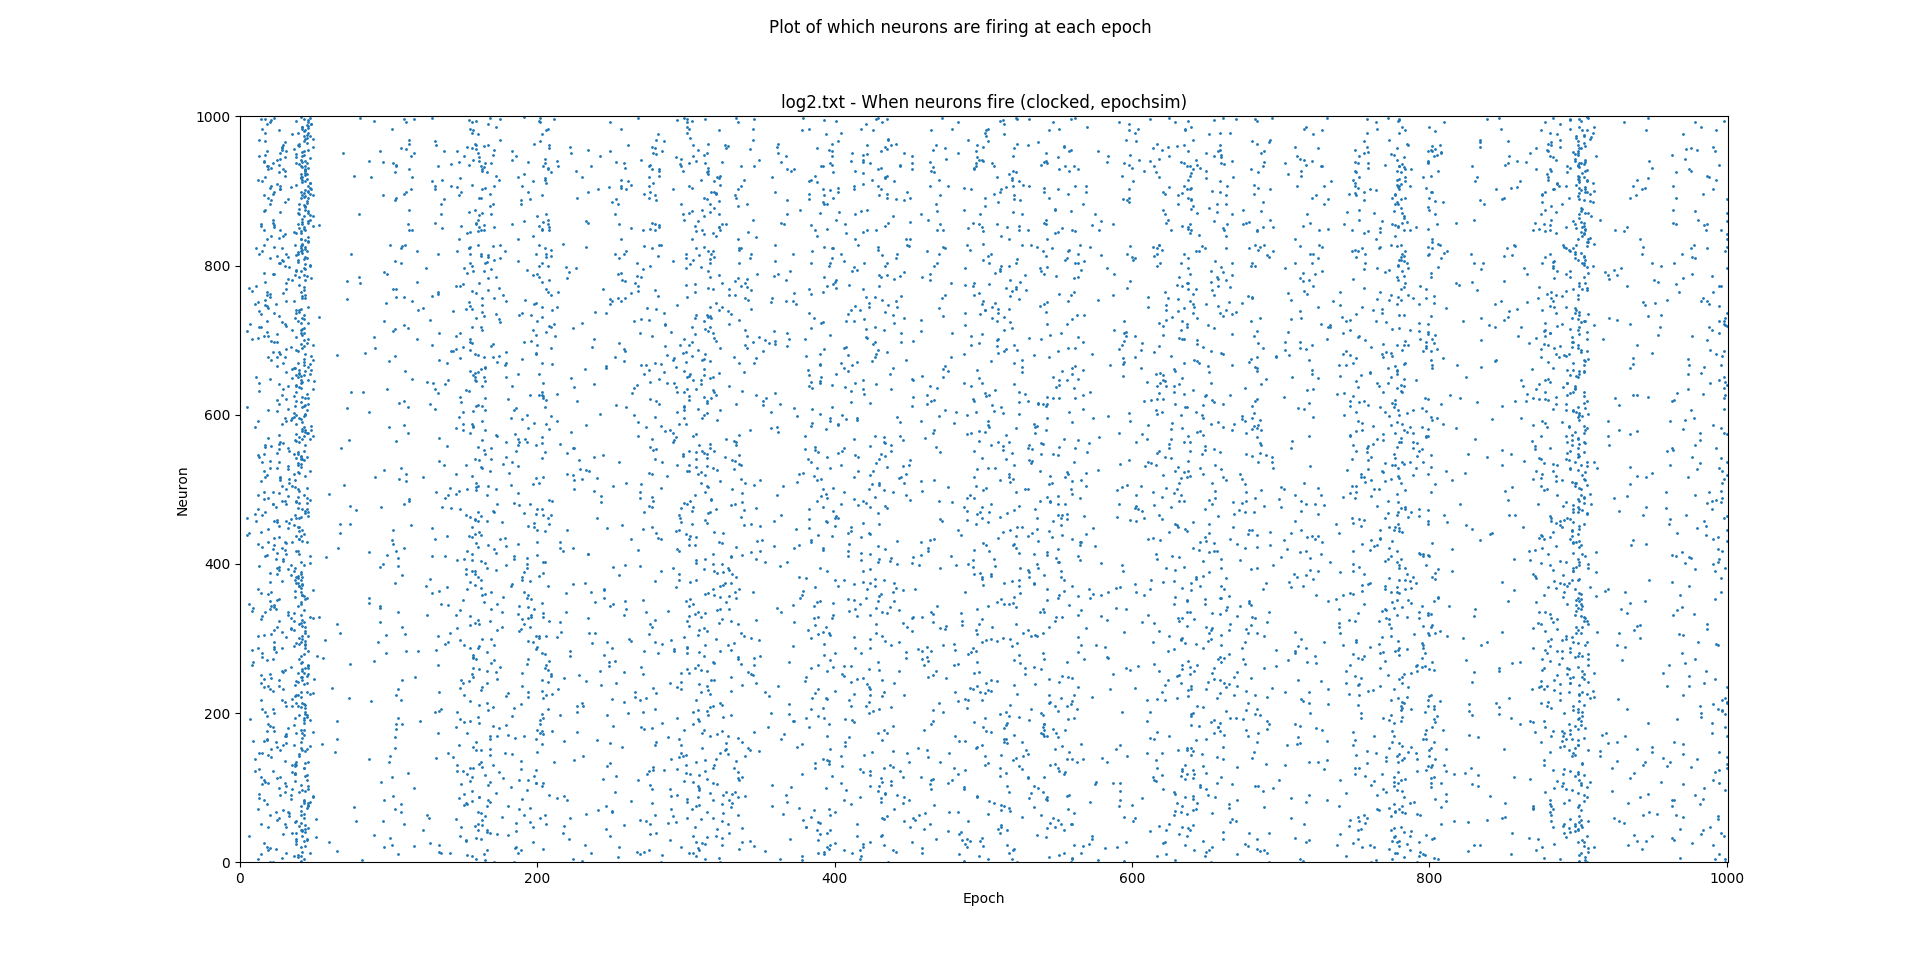 Plot of which neurons are firing at each epoch
log2.txt - When neurons fire (clocked, epochsim)
1000
800
600
400
200
0
Neuron
0 200 400 600 800 1000
Epoch